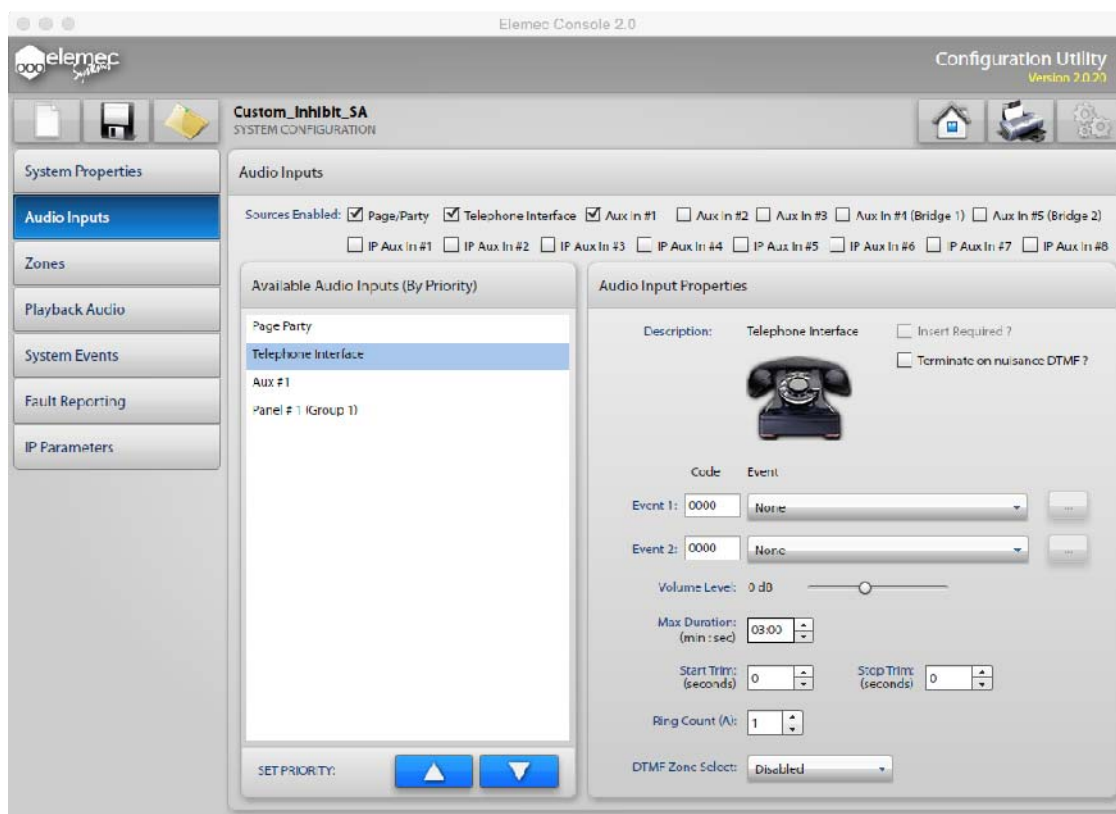 Elemec Console 2.0
elemec
Systems
Configuration Utility
Version 2.0.20
Custom_Inhibit_SA
SYSTEM CONFIGURATION
System Properties
Audio Inputs
Zones
Playback Audio
System Events
Fault Reporting
IP Parameters
Audio Inputs
Sources Enabled: Page/Party Telephone Interface Aux In #1 Aux In #2 Aux In #3 Aux In #4 (Bridge 1) Aux In #5 (Bridge 2)
IP Aux In #1 IP Aux In #2 IP Aux In #3 IP Aux In #4 IP Aux In #5 IP Aux In #6 IP Aux In #7 IP Aux In #8
Available Audio Inputs (By Priority)
Page Party
Telephone Interface
Aux #1
Panel # 1 (Group 1)
SET PRIORITY:
Audio Input Properties
Description: Telephone Interface Insert Required ?
Terminate on nuisance DTMF ?
Code Event
Event 1: 0000 None ...
Event 2: 0000 None ...
Volume Level: 0 dB
Max Duration: 03:00
(min : sec)
Start Trim: 0 Stop Trim: 0
(seconds) (seconds)
Ring Count (A): 1
DTMF Zone Select: Disabled